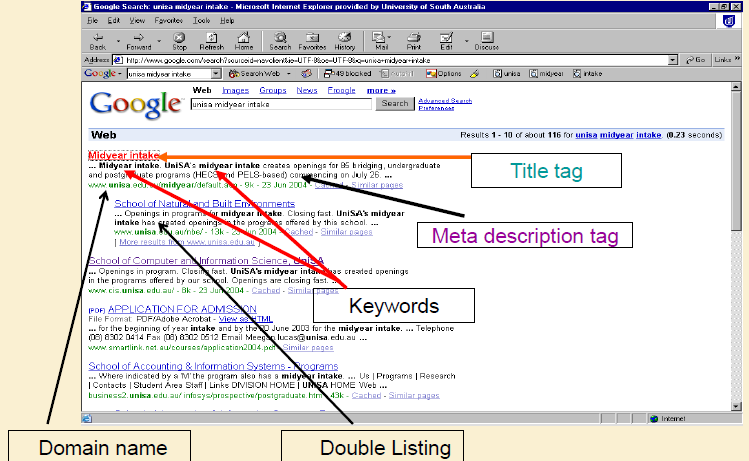 Google Search: unisa midyear intake - Microsoft Internet Explorer provided by University of South Australia
File Edit View Favorites Tools Help
Back Forward Stop Refresh Home Search Favorites History Mail Print Edit Discuss
Address http://www.google.com/search?sourceid=navclient&ie=UTF-8&oe=UTF-8&q=unisa+midyear+intake Go Links »
Google unisa midyear intake Search Web 949 blocked Options unisa midyear intake
Web Images Groups News Froogle more »
Google unisa midyear intake Search Advanced Search
Preferences
Web Results 1 - 10 of about 116 for unisa midyear intake. (0.23 seconds)
Midyear intake
... Midyear intake. UniSA's midyear intake creates openings for 85 bridging, undergraduate
and postgraduate programs (HECS and PELS-based) commencing on July 26. ...
www.unisa.edu.au/midyear/default.asp - 9k - 23 Jun 2004 - Cached - Similar pages
Title tag
School of Natural and Built Environments
... Openings in programs for midyear intake. Closing fast. UniSA's midyear
intake has created openings in the programs offered by this school. ...
www.unisa.edu.au/nbe/ - 13k - 23 Jun 2004 - Cached - Similar pages
[ More results from www.unisa.edu.au ]
Meta description tag
School of Computer and Information Science, UniSA
... Openings in program. Closing fast. UniSA's midyear intake has created openings
in the programs offered by our school. Openings are closing fast. ...
www.cis.unisa.edu.au/ - 8k - 23 Jun 2004 - Cached - Similar pages
Keywords
(PDF) APPLICATION FOR ADMISSION
File Format: PDF/Adobe Acrobat - View as HTML
... for the beginning of year intake and by the 30 June 2003 for the midyear intake. ... Telephone
(08) 8302 0414 Fax (08) 8302 0512 Email Meegan.lucas@unisa.edu.au ...
www.smartlink.net.au/courses/application2004.pdf - Similar pages
School of Accounting & Information Systems - Programs
... Where indicated by a 'M' the program also has a midyear intake. ... Us | Programs | Research
| Contacts | Student Area Staff | Links DIVISION HOME | UNISA HOME Web ...
business2.unisa.edu.au/infosys/prospective/postgraduate.htm - 43k - Cached - Similar pages
Internet
Domain name
Double Listing